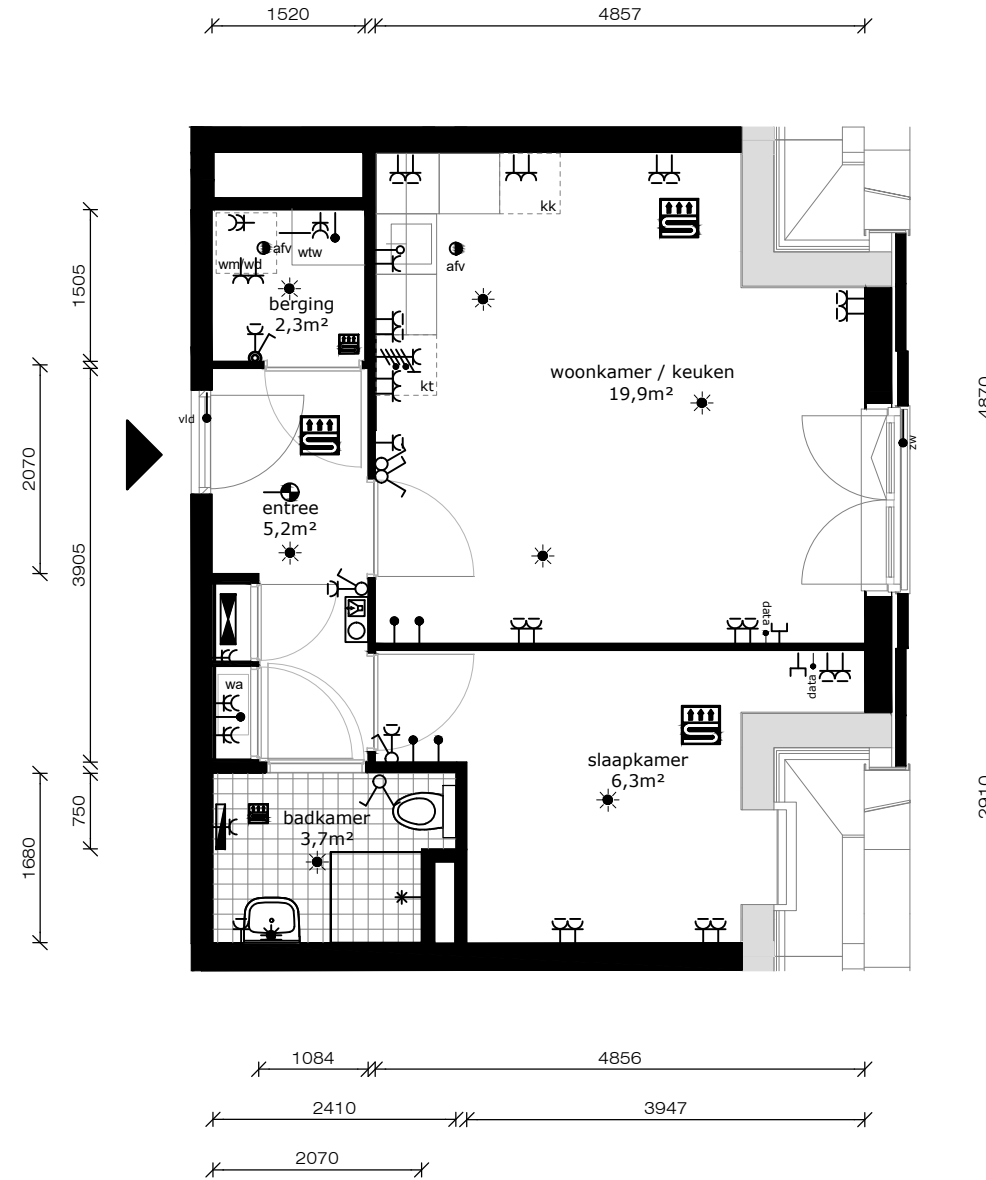 1520
4857
kk
afv
wtw
wm/wd
afv
berging
2,3m²
1505
woonkamer / keuken
19,9m²
kt
4870
vld
zw
2070
entree
5,2m²
3905
data
data
wa
slaapkamer
6,3m²
2910
badkamer
3,7m²
750
1680
1084
4856
2410
3947
2070